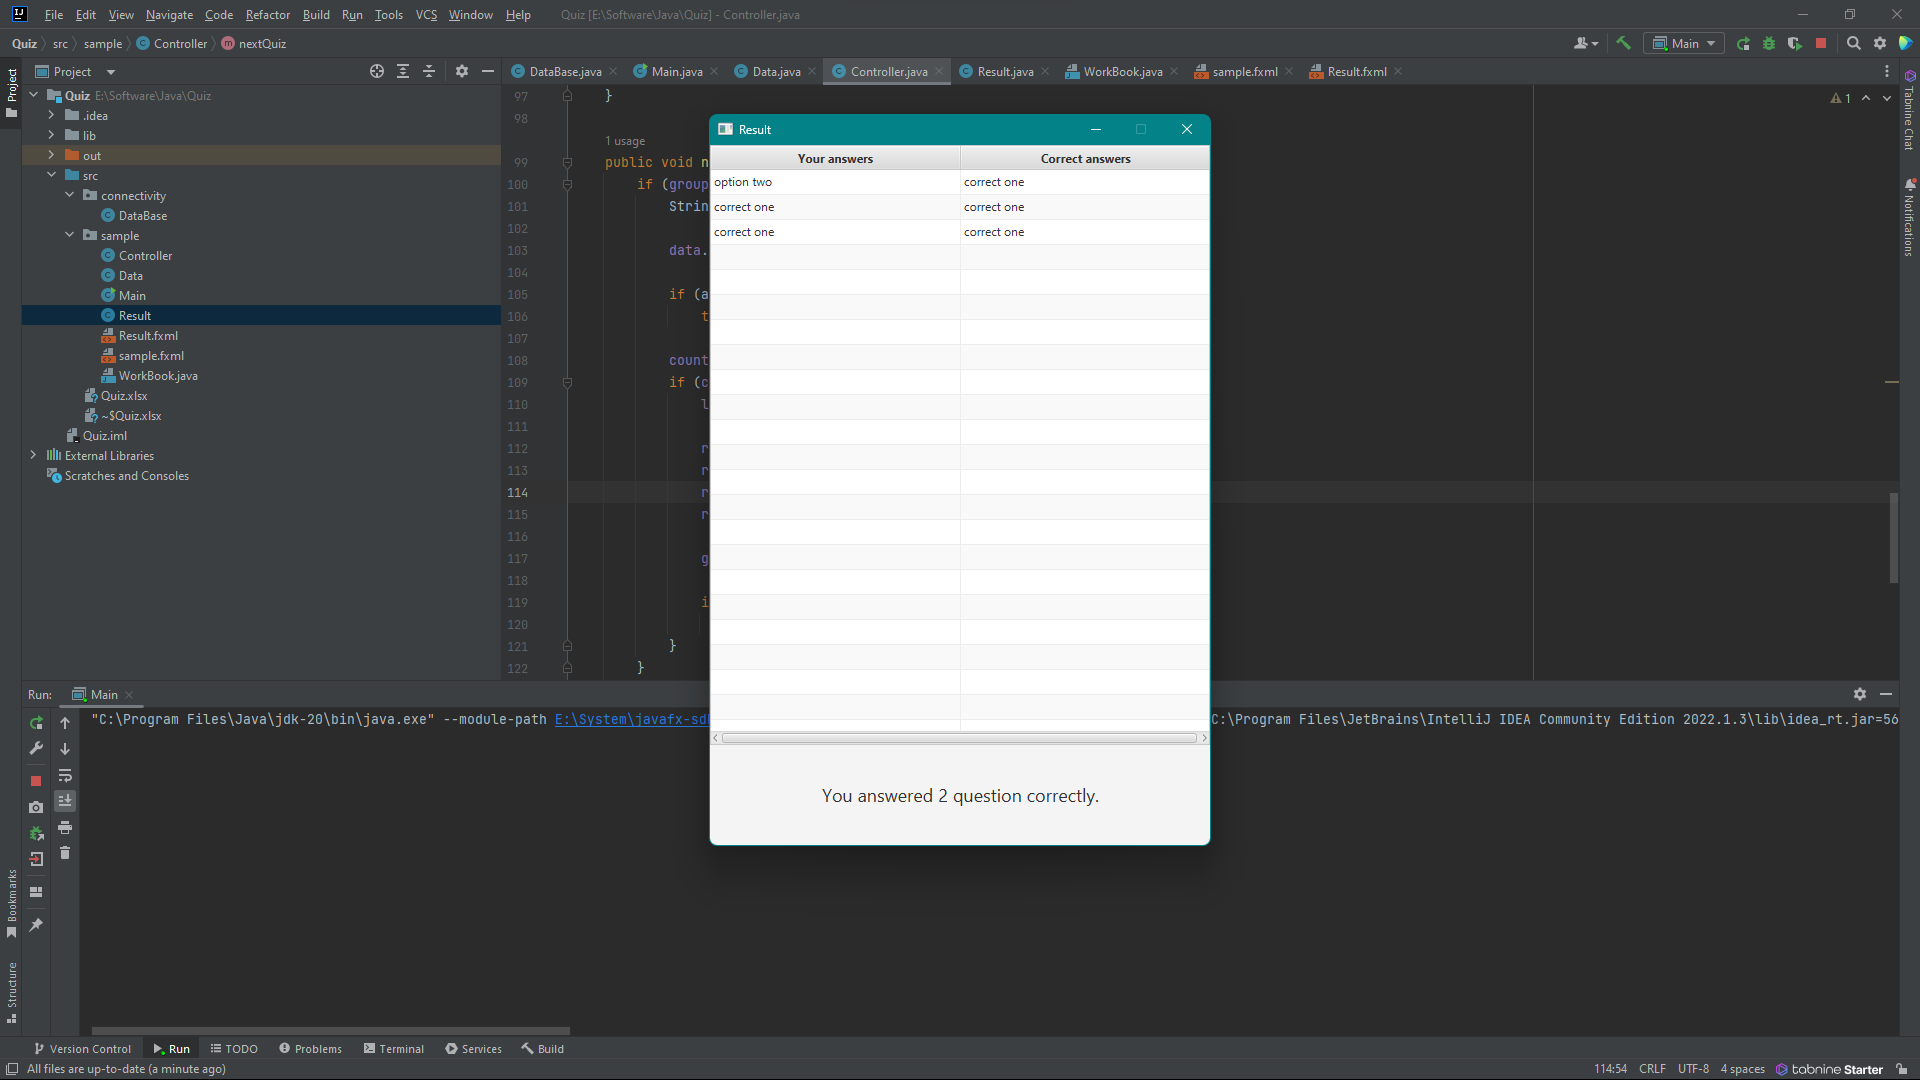 File Edit View Navigate Code Refactor Build Run Tools VCS Window Help Quiz [E:\Software\Java\Quiz] - Controller.java
Quiz src sample Controller nextQuiz Main
Project
DataBase.java Main.java Data.java Controller.java Result.java WorkBook.java sample.fxml Result.fxml
Project
Quiz E:\Software\Java\Quiz
.idea
lib
out
src
connectivity
DataBase
sample
Controller
Data
Main
Result
Result.fxml
sample.fxml
WorkBook.java
Quiz.xlsx
~$Quiz.xlsx
Quiz.iml
External Libraries
Scratches and Consoles
97 }
98
1 usage
99 public void n
100 if (group
101 Strin
102
103 data.
104
105 if (a
106 t
107
108 count
109 if (c
110 l
111
112 r
113 r
114 r
115 r
116
117 g
118
119 i
120
121 }
122 }
1
Tabnine Chat
Notifications
Result
Your answers Correct answers
option two correct one
correct one correct one
correct one correct one
You answered 2 question correctly.
Run: Main
"C:\Program Files\Java\jdk-20\bin\java.exe" --module-path E:\System\javafx-sd C:\Program Files\JetBrains\IntelliJ IDEA Community Edition 2022.1.3\lib\idea_rt.jar=56
Bookmarks
Structure
Version Control Run TODO Problems Terminal Services Build
All files are up-to-date (a minute ago) 114:54 CRLF UTF-8 4 spaces tabnine Starter